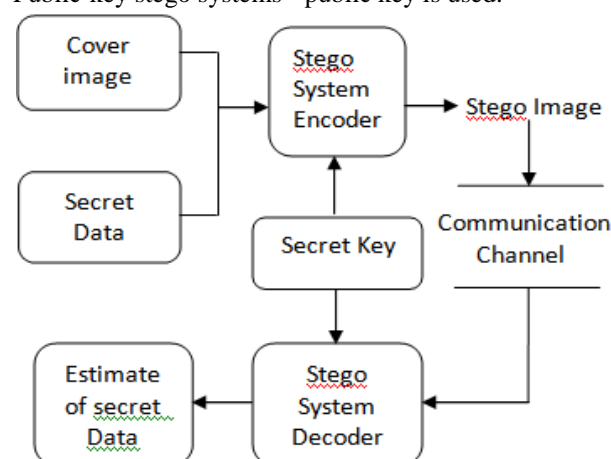 Public key stego systems - public key is used.
Cover
image
Stego
System
Encoder
Stego Image
Secret
Data
Secret Key
Communication
Channel
Estimate
of secret
Data
Stego
System
Decoder